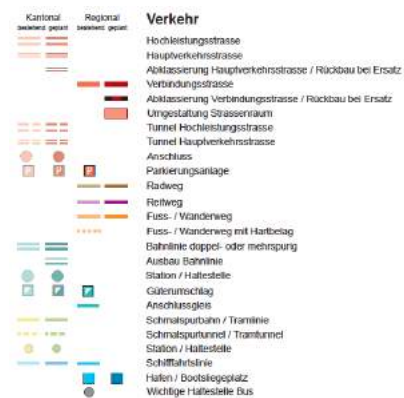 Kantonal Regional Verkehr
bestehend geplant bestehend geplant
Hochleistungsstrasse
Hauptverkehrsstrasse
Abklassierung Hauptverkehrsstrasse / Rückbau bei Ersatz
Verbindungsstrasse
Abklassierung Verbindungsstrasse / Rückbau bei Ersatz
Umgestaltung Strassenraum
Tunnel Hochleistungsstrasse
Tunnel Hauptverkehrsstrasse
Anschluss
P P P Parkierungsanlage
Radweg
Reitweg
Fuss- / Wanderweg
Fuss- / Wanderweg mit Hartbelag
Bahnlinie doppel- oder mehrspurig
Ausbau Bahnlinie
Station / Haltestelle
Güterumschlag
Anschlussgleis
Schmalspurbahn / Tramlinie
Schmalspurtunnel / Tramtunnel
Station / Haltestelle
Schifffahrtslinie
Hafen / Bootsliegeplatz
Wichtige Haltestelle Bus